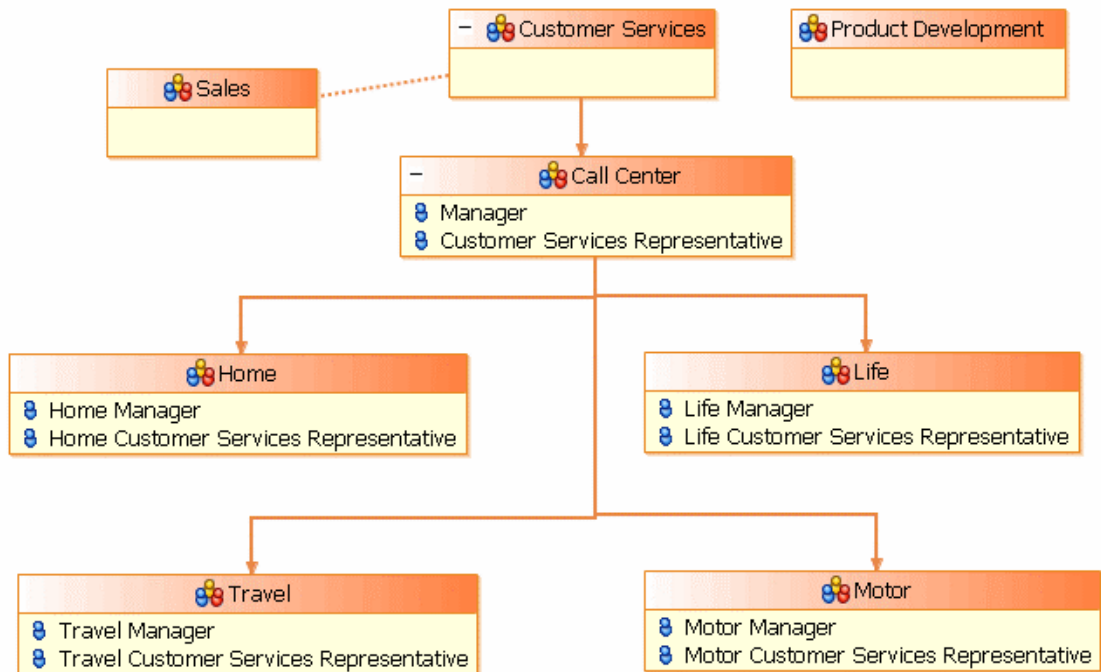 Customer Services
Product Development
Sales
Call Center
Manager
Customer Services Representative
Home
Home Manager
Home Customer Services Representative
Life
Life Manager
Life Customer Services Representative
Travel
Travel Manager
Travel Customer Services Representative
Motor
Motor Manager
Motor Customer Services Representative